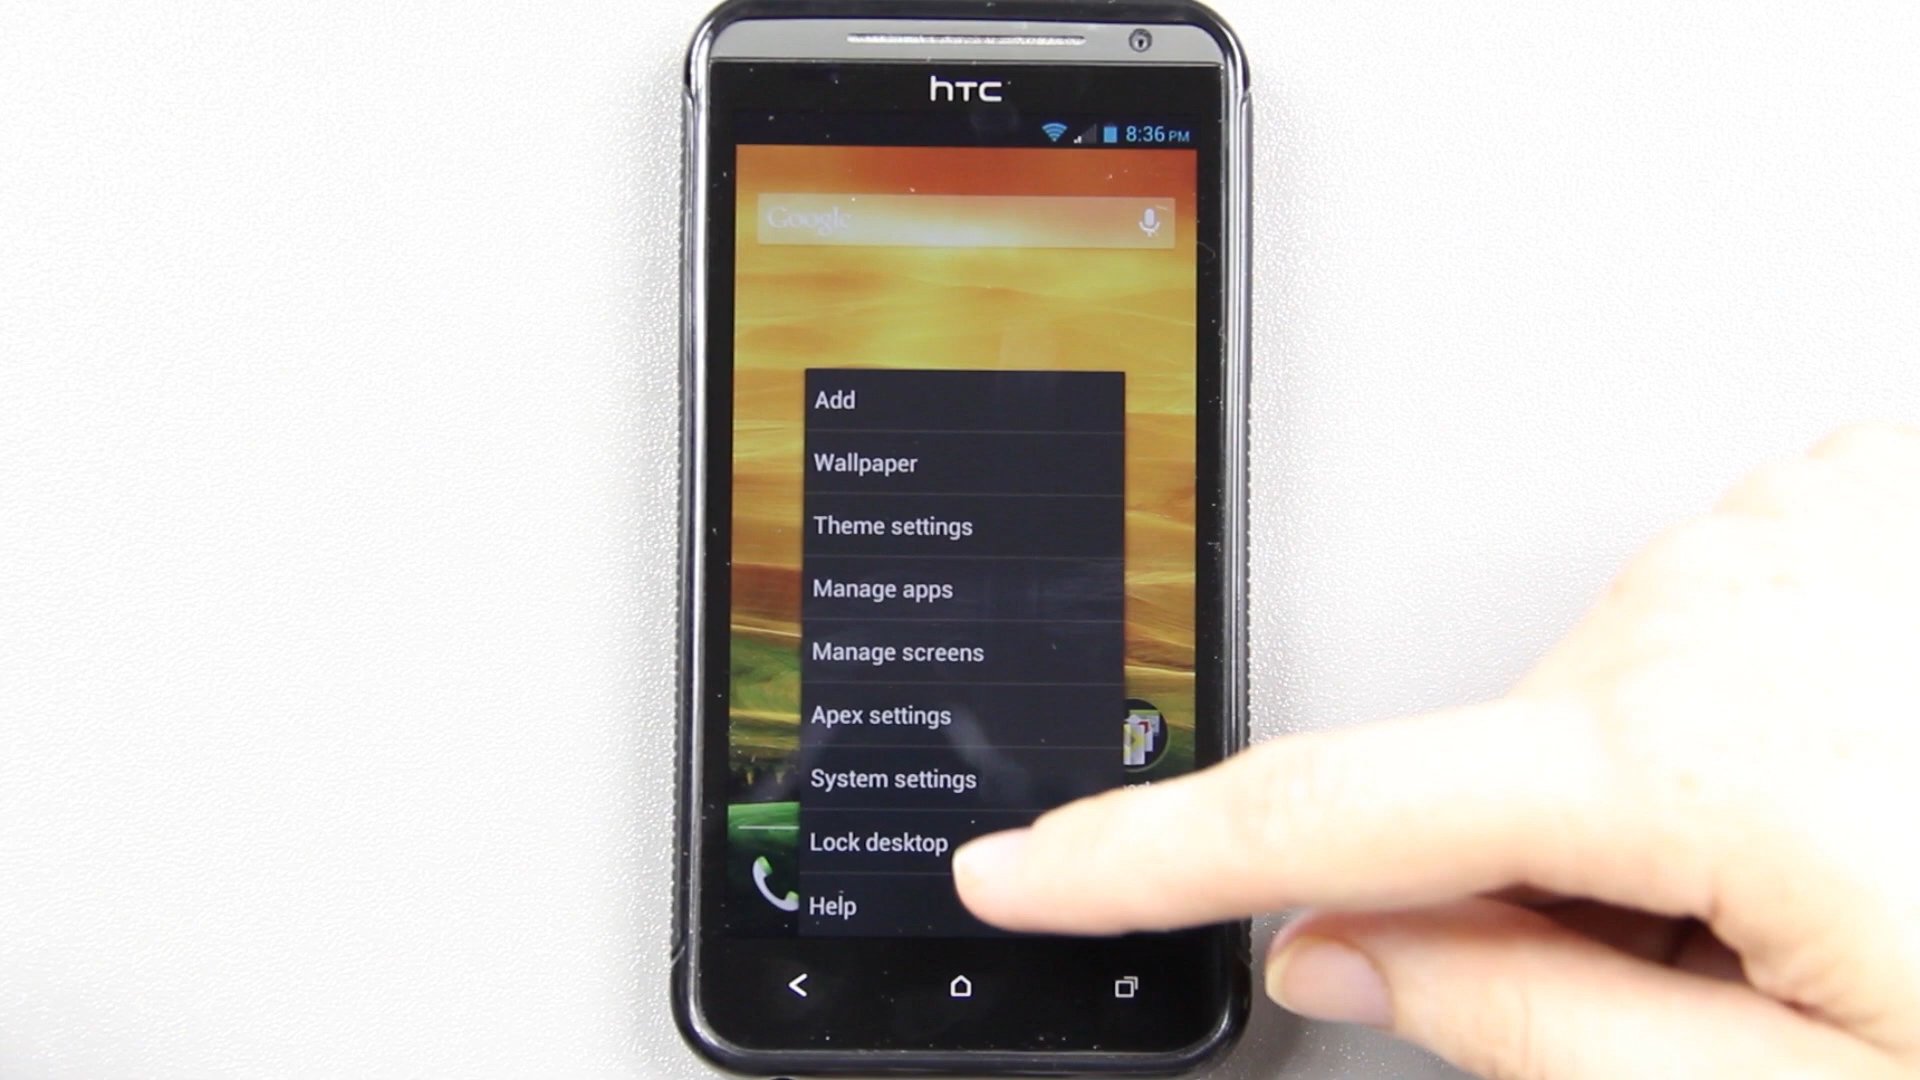 hTC
8:36 PM
Google
Add
Wallpaper
Theme settings
Manage apps
Manage screens
Apex settings
System settings
Lock desktop
Help